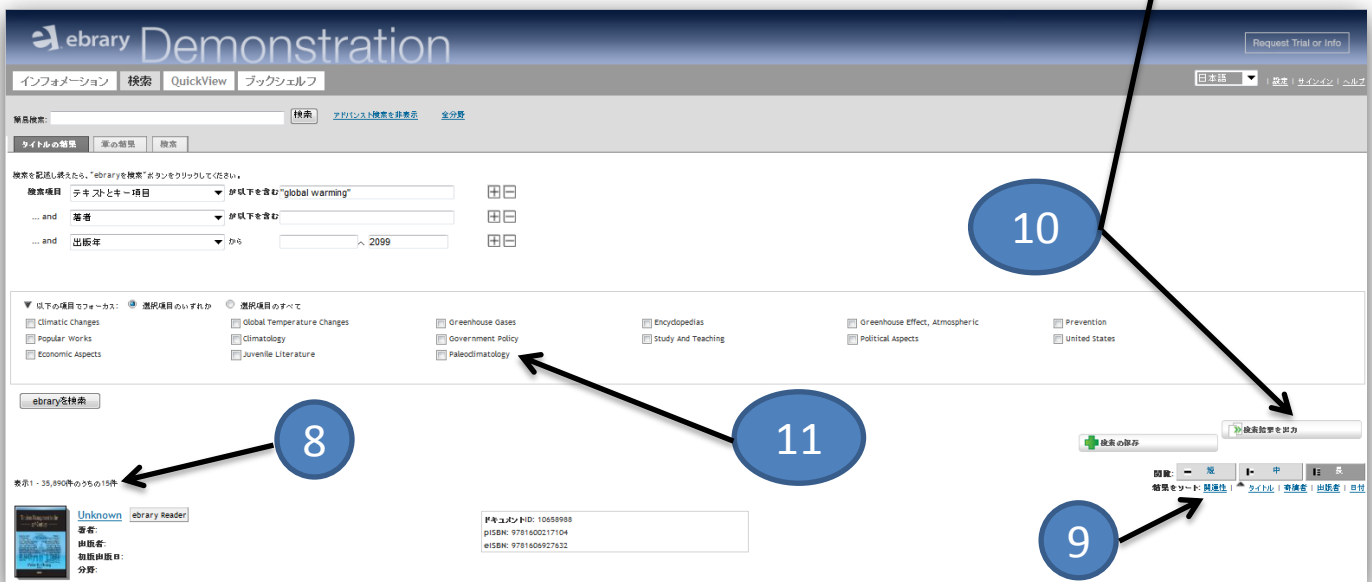 ebrary Demonstration
Request Trial or Info
インフォメーション 検索 QuickView ブックシェルフ
日本語 | 設定 | サインイン | ヘルプ
簡易検索: 検索 アドバンスト検索を非表示 全分野
タイトルの結果 章の結果 検索
検索を記述し終えたら、"ebraryを検索"ボタンをクリックしてください。
検索項目 テキストとキー項目 が以下を含む "global warming"
... and 著者 が以下を含む
... and 出版年 から へ 2099
10
以下の項目でフォーカス: 選択項目のいずれか 選択項目のすべて
Climatic Changes Global Temperature Changes Greenhouse Gases Encyclopedias Greenhouse Effect, Atmospheric Prevention
Popular Works Climatology Government Policy Study And Teaching Political Aspects United States
Economic Aspects Juvenile Literature Paleoclimatology
ebraryを検索
8
11
検索結果を出力
検索の保存
閲覧: 短 中 長
表示1 - 35,890件のうちの15件
結果をソート: 関連性 | タイトル | 寄稿者 | 出版者 | 日付
Unknown ebrary Reader
著者:
出版者:
初版出版日:
分野:
ドキュメントID: 10658988
pISBN: 9781600217104
eISBN: 9781606927632
9